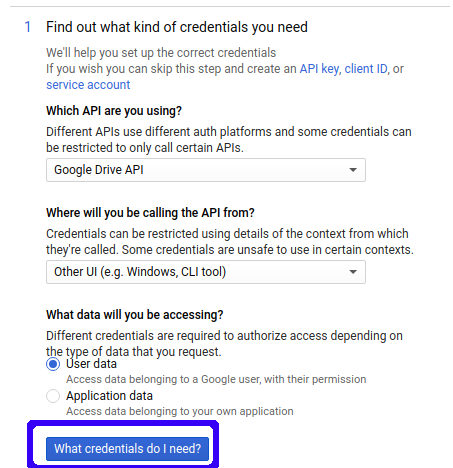 1 Find out what kind of credentials you need
We'll help you set up the correct credentials
If you wish you can skip this step and create an API key, client ID, or
service account
Which API are you using?
Different APIs use different auth platforms and some credentials can
be restricted to only call certain APIs.
Google Drive API
Where will you be calling the API from?
Credentials can be restricted using details of the context from which
they're called. Some credentials are unsafe to use in certain contexts.
Other UI (e.g. Windows, CLI tool)
What data will you be accessing?
Different credentials are required to authorize access depending on
the type of data that you request.
User data
Access data belonging to a Google user, with their permission
Application data
Access data belonging to your own application
What credentials do I need?